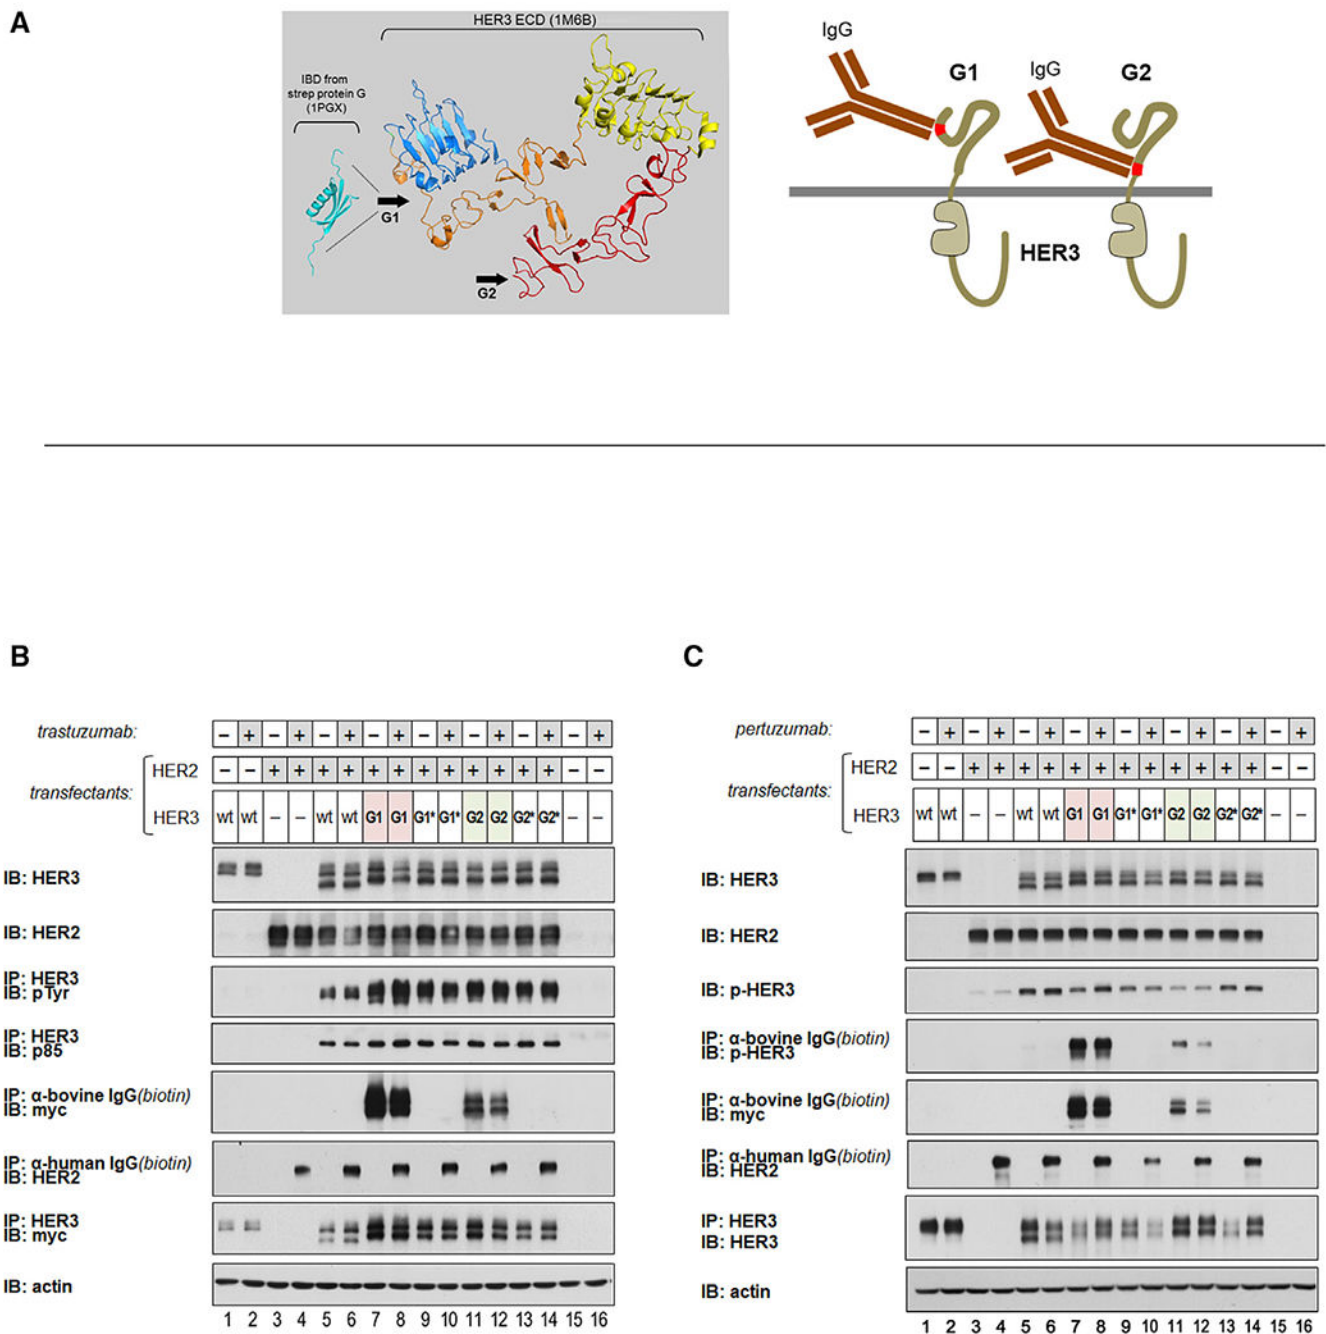 A
HER3 ECD (1M6B)
IBD from
strep protein G
(1PGX)
G1
G2
IgG
G1
IgG
G2
HER3
B
trastuzumab: – + – + – + – + – + – + – + – +
transfectants:
HER2 – – + + + + + + + + + + + + – –
HER3 wt wt – – wt wt G1 G1 G1* G1* G2 G2 G2* G2* – –
IB: HER3
IB: HER2
IP: HER3
IB: pTyr
IP: HER3
IB: p85
IP: α-bovine IgG(biotin)
IB: myc
IP: α-human IgG(biotin)
IB: HER2
IP: HER3
IB: myc
IB: actin
1 2 3 4 5 6 7 8 9 10 11 12 13 14 15 16
C
pertuzumab: – + – + – + – + – + – + – + – +
transfectants:
HER2 – – + + + + + + + + + + + + – –
HER3 wt wt – – wt wt G1 G1 G1* G1* G2 G2 G2* G2* – –
IB: HER3
IB: HER2
IB: p-HER3
IP: α-bovine IgG(biotin)
IB: p-HER3
IP: α-bovine IgG(biotin)
IB: myc
IP: α-human IgG(biotin)
IB: HER2
IP: HER3
IB: HER3
IB: actin
1 2 3 4 5 6 7 8 9 10 11 12 13 14 15 16